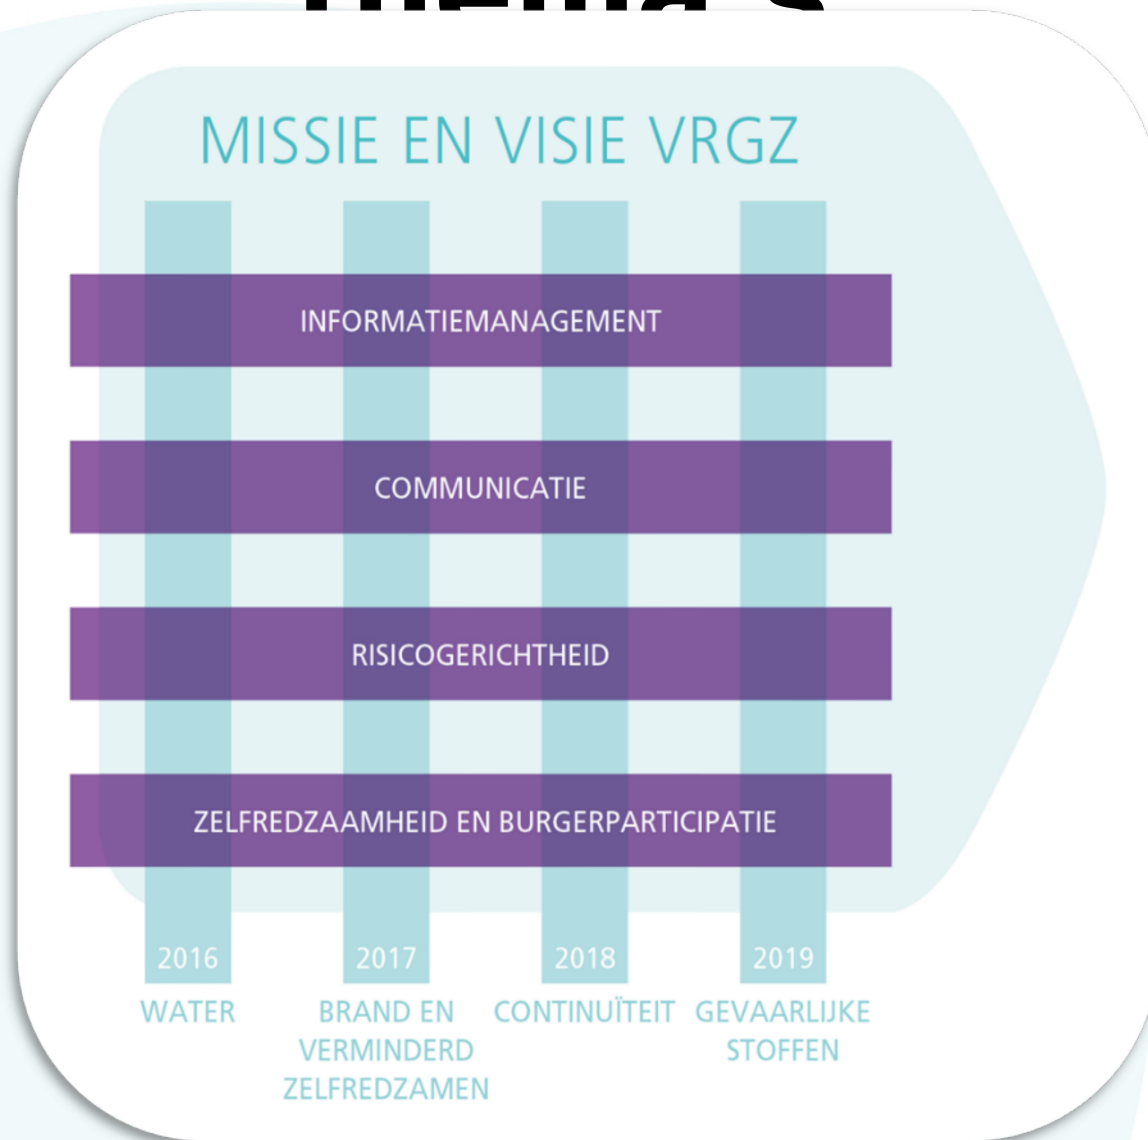 Thema's
MISSIE EN VISIE VRGZ
INFORMATIEMANAGEMENT
COMMUNICATIE
RISICOGERICHTHEID
ZELFREDZAAMHEID EN BURGERPARTICIPATIE
2016 2017 2018 2019
WATER BRAND EN CONTINUÏTEIT GEVAARLIJKE
VERMINDERD STOFFEN
ZELFREDZAMEN